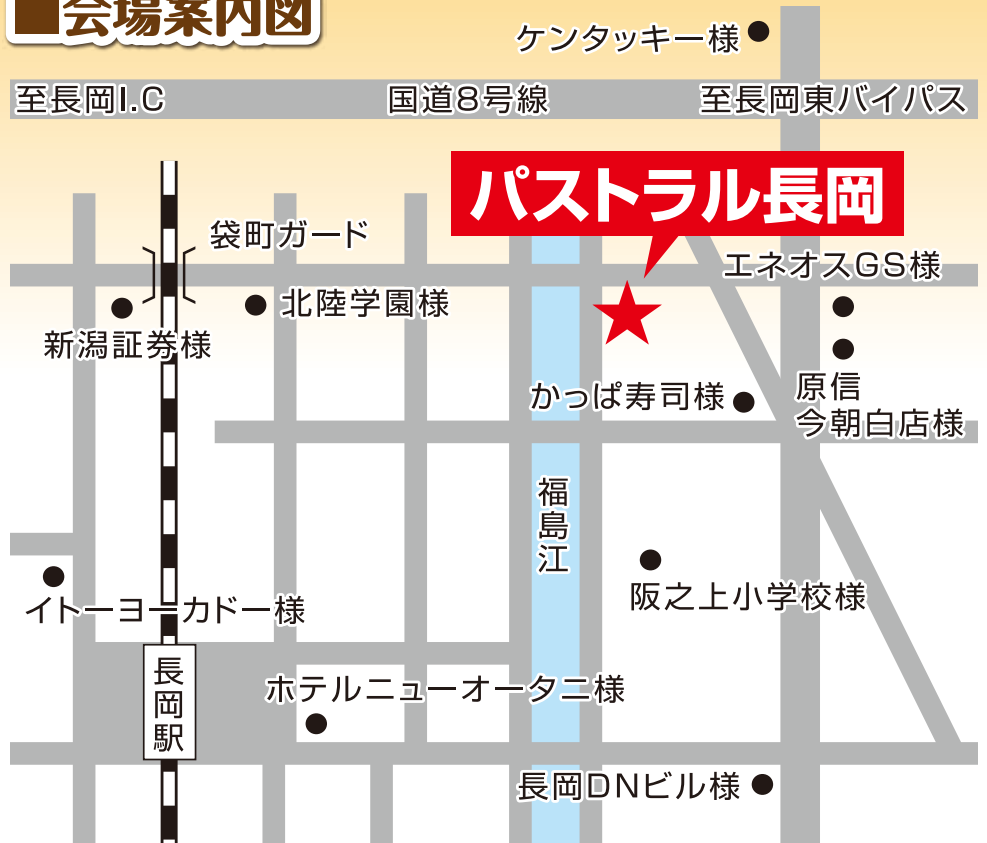 ■会場案内図
ケンタッキー様
至長岡I.C
国道8号線
至長岡東バイパス
パストラル長岡
袋町ガード
エネオスGS様
北陸学園様
新潟証券様
かっぱ寿司様
原信
今朝白店様
福島江
阪之上小学校様
イトーヨーカドー様
長岡駅
ホテルニューオータニ様
長岡DNビル様